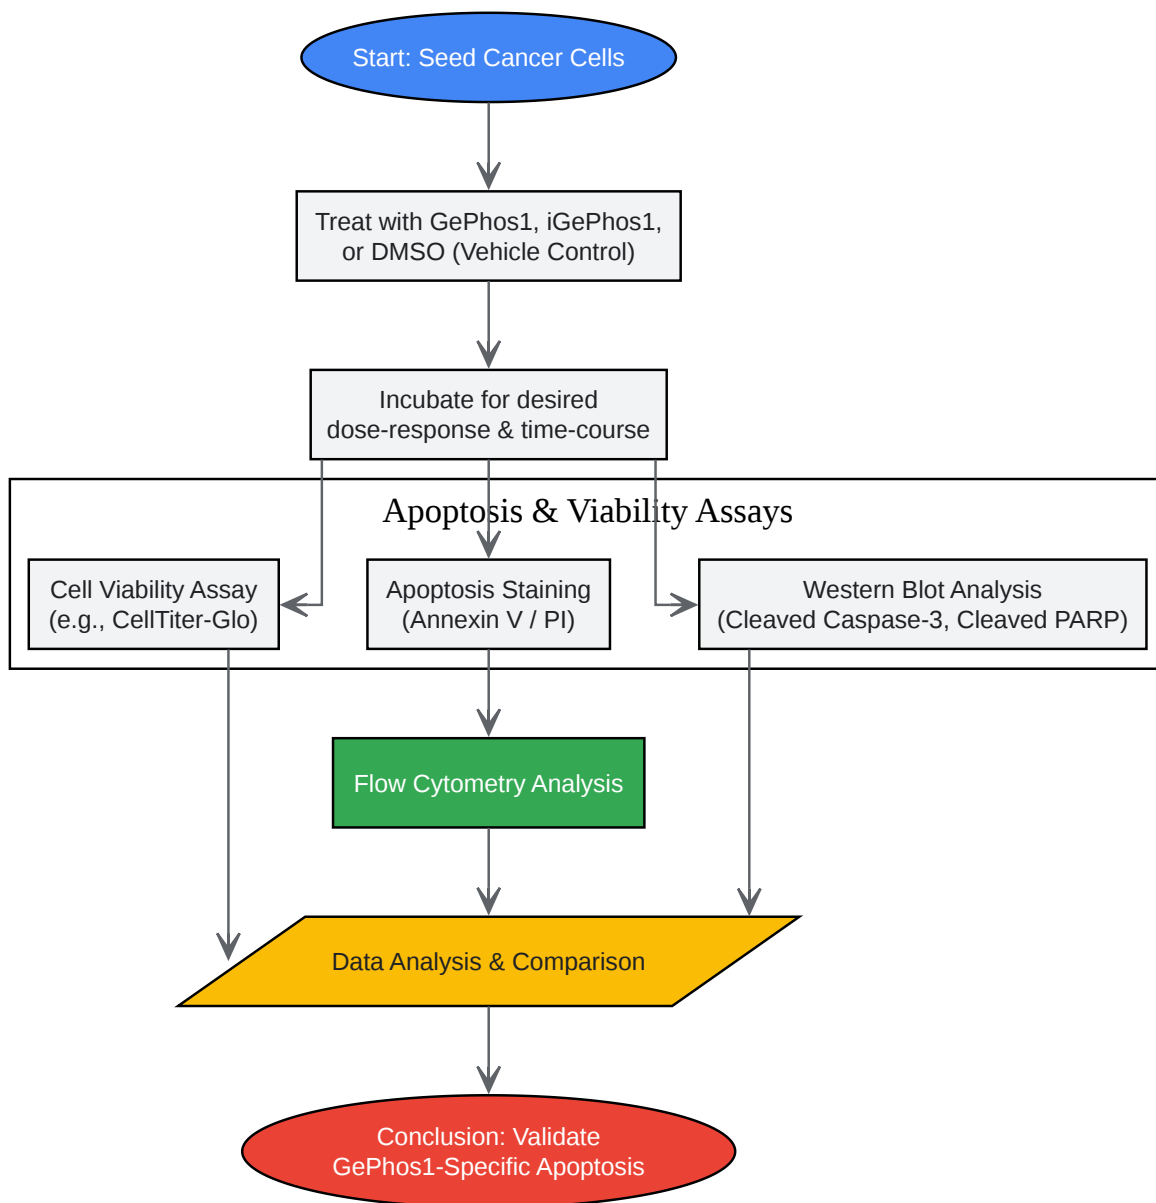 Start: Seed Cancer Cells
Treat with GePhos1, iGePhos1,
or DMSO (Vehicle Control)
Incubate for desired
dose-response & time-course
Apoptosis & Viability Assays
Cell Viability Assay
(e.g., CellTiter-Glo)
Apoptosis Staining
(Annexin V / PI)
Western Blot Analysis
(Cleaved Caspase-3, Cleaved PARP)
Flow Cytometry Analysis
Data Analysis & Comparison
Conclusion: Validate
GePhos1-Specific Apoptosis